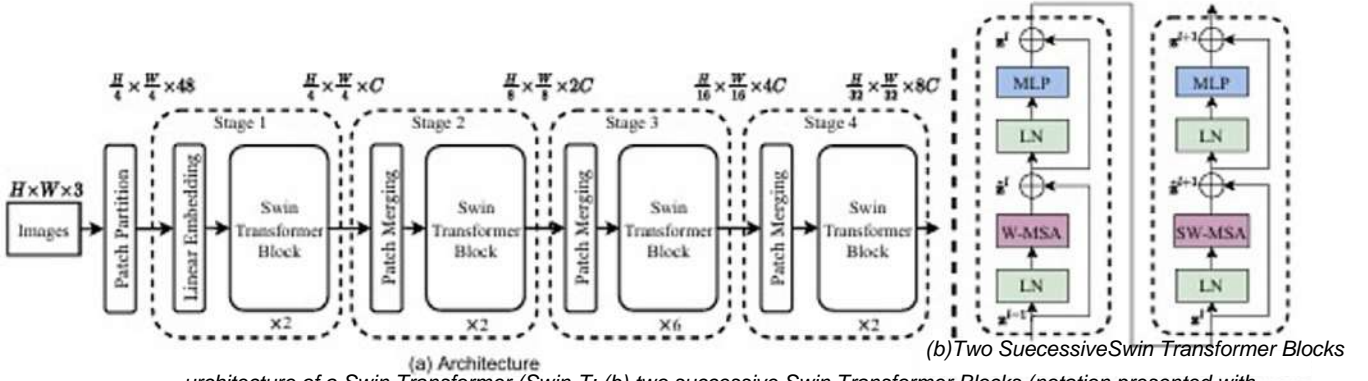 H/4 × W/4 × 48
H/4 × W/4 × C
H/8 × W/8 × 2C
H/16 × W/16 × 4C
H/32 × W/32 × 8C
Stage 1
Stage 2
Stage 3
Stage 4
H×W×3
Images
Patch Partition
Linear Embedding
Swin
Transformer
Block
×2
Patch Merging
Swin
Transformer
Block
×2
Patch Merging
Swin
Transformer
Block
×6
Patch Merging
Swin
Transformer
Block
×2
(a) Architecture
z^l
MLP
LN
ẑ^l
W-MSA
LN
z^{l-1}
z^{l+1}
MLP
LN
ẑ^{l+1}
SW-MSA
LN
z^l
(b)Two SuecessiveSwin Transformer Blocks
urchitecture of a Swin Transformer (Swin-T; (b) two successive Swin Transformer Blocks (notation presented with